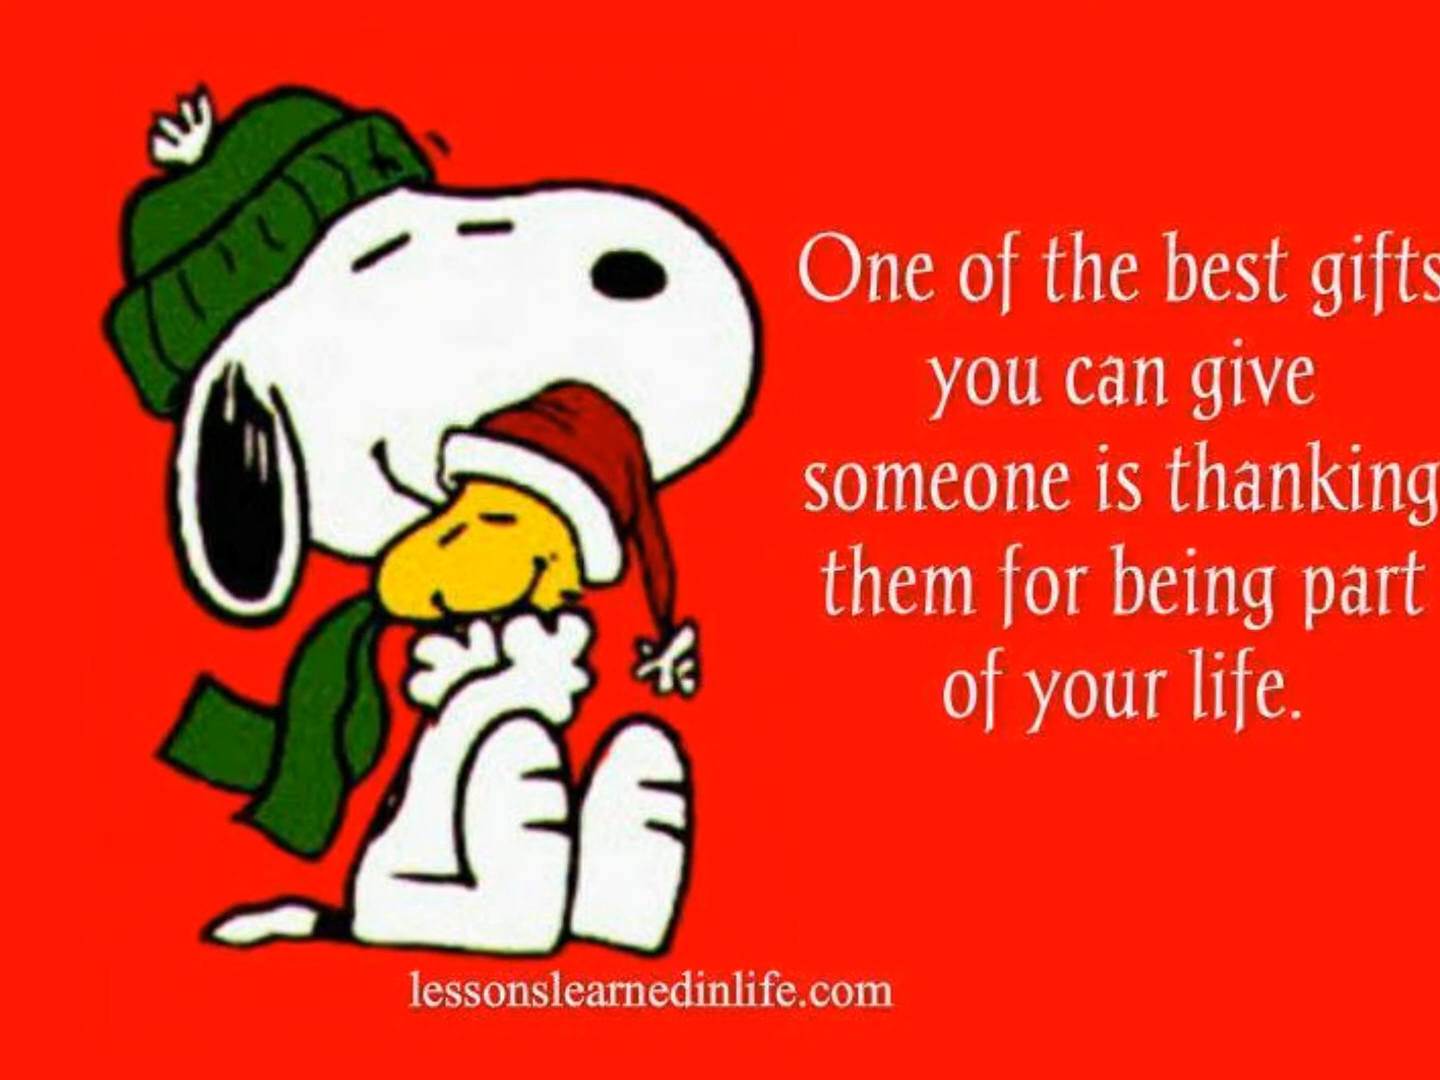 One of the best gifts
you can give
someone is thanking
them for being part
of your life.
lessonslearnedinlife.com